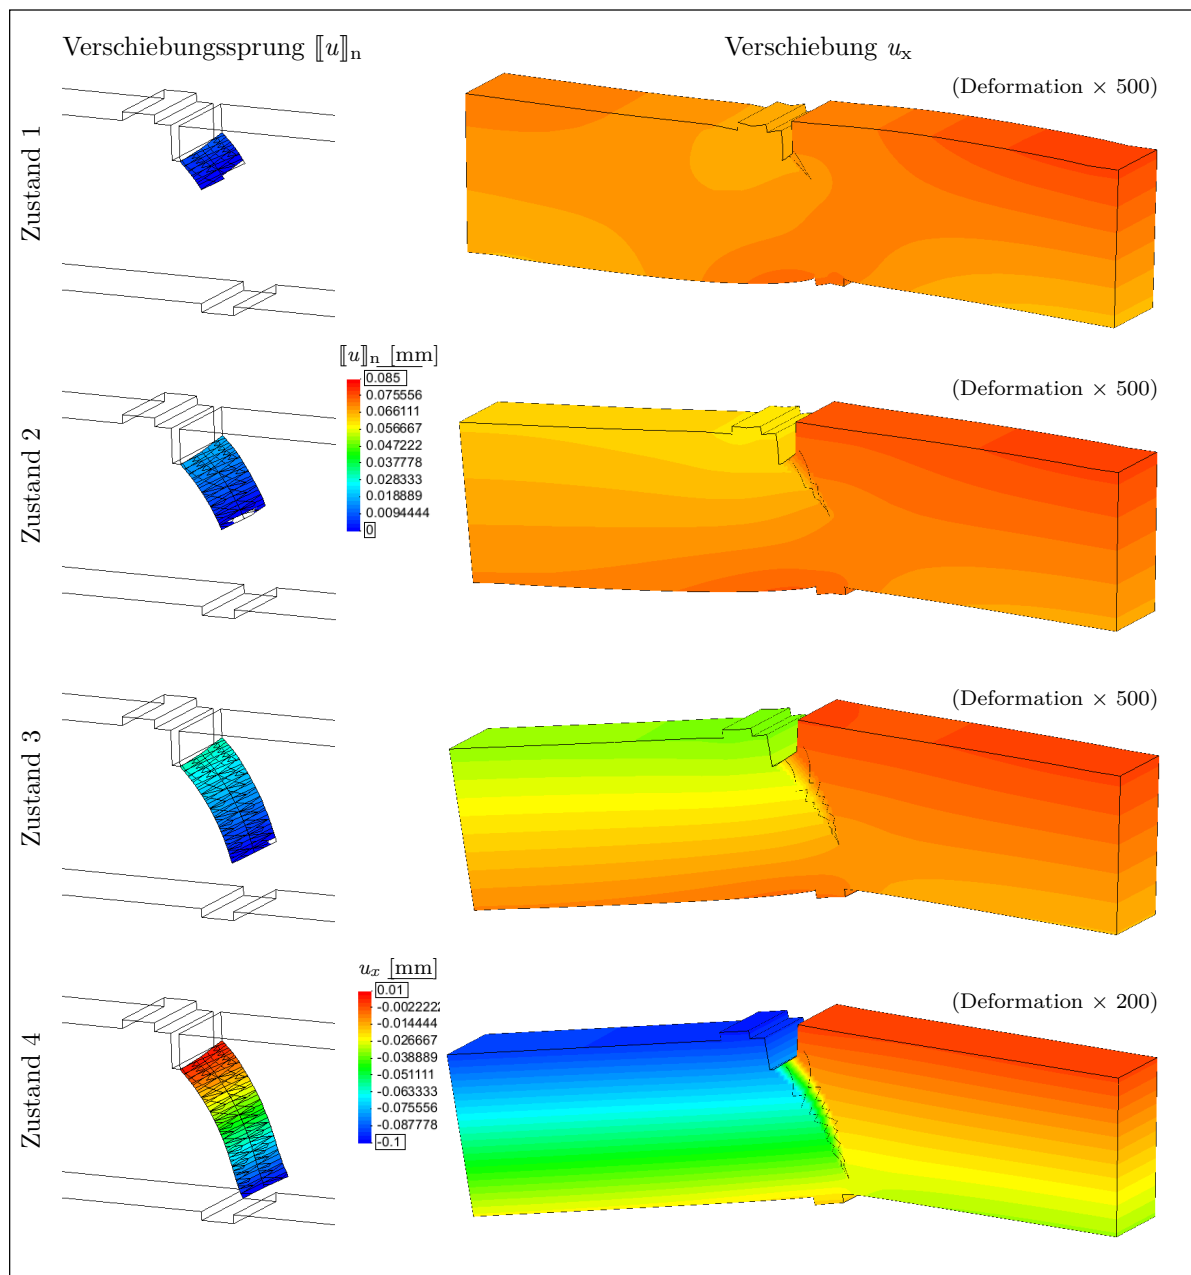 Verschiebungssprung ⟦u⟧n
Verschiebung ux
Zustand 1
(Deformation × 500)
Zustand 2
(Deformation × 500)
⟦u⟧n [mm]
0.085
0.075556
0.066111
0.056667
0.047222
0.037778
0.028333
0.018889
0.0094444
0
Zustand 3
(Deformation × 500)
Zustand 4
(Deformation × 200)
ux [mm]
0.01
-0.0022222
-0.014444
-0.026667
-0.038889
-0.051111
-0.063333
-0.075556
-0.087778
-0.1